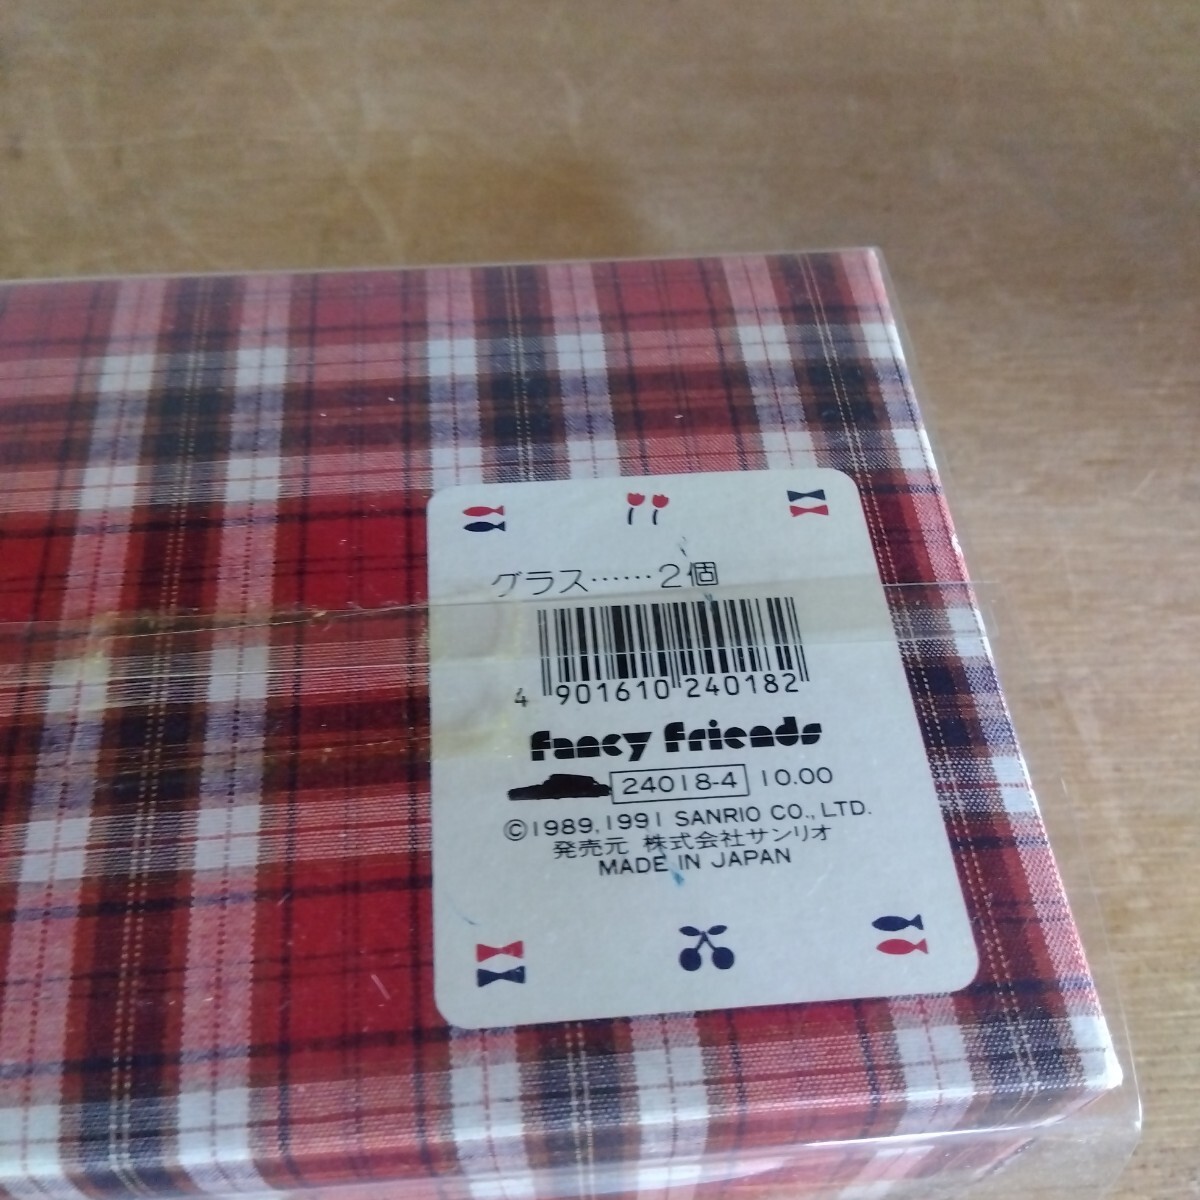 グラス……2個
4 901610 240182
fancy friends
24018-4 10.00
©1989,1991 SANRIO CO., LTD.
発売元 株式会社サンリオ
MADE IN JAPAN